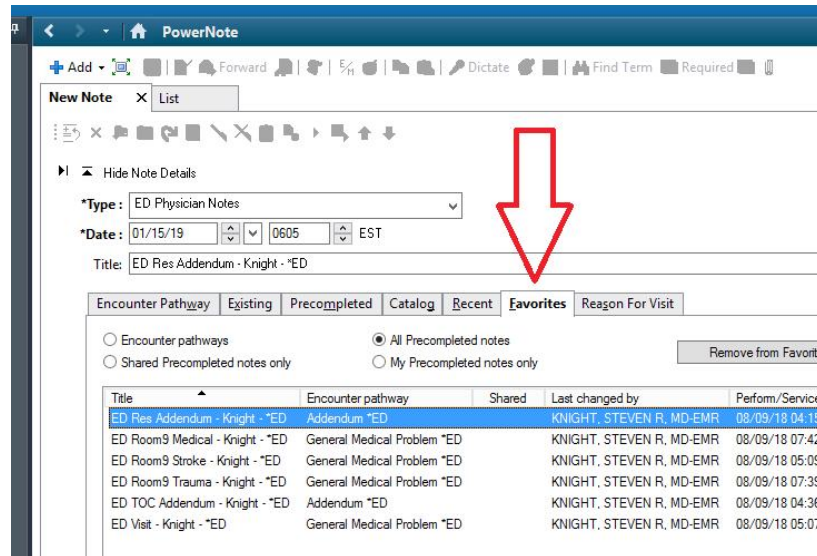 PowerNote
Add Forward E/M Dictate Find Term Required
New Note X List
Hide Note Details
*Type : ED Physician Notes
*Date : 01/15/19 0605 EST
Title: ED Res Addendum - Knight - *ED
Encounter Pathway Existing Precompleted Catalog Recent Favorites Reason For Visit
Encounter pathways All Precompleted notes
Shared Precompleted notes only My Precompleted notes only Remove from Favorit
Title Encounter pathway Shared Last changed by Perform/Service
ED Res Addendum - Knight - *ED Addendum *ED KNIGHT, STEVEN R, MD-EMR 08/09/18 04:15
ED Room9 Medical - Knight - *ED General Medical Problem *ED KNIGHT, STEVEN R, MD-EMR 08/09/18 07:42
ED Room9 Stroke - Knight - *ED General Medical Problem *ED KNIGHT, STEVEN R, MD-EMR 08/09/18 05:09
ED Room9 Trauma - Knight - *ED General Medical Problem *ED KNIGHT, STEVEN R, MD-EMR 08/09/18 07:39
ED TOC Addendum - Knight - *ED Addendum *ED KNIGHT, STEVEN R, MD-EMR 08/09/18 04:36
ED Visit - Knight - *ED General Medical Problem *ED KNIGHT, STEVEN R, MD-EMR 08/09/18 05:07